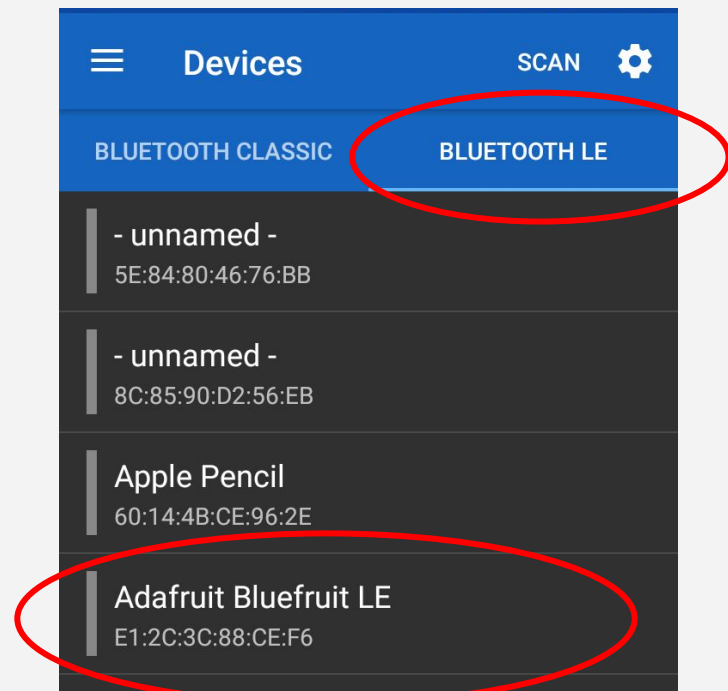 Devices SCAN
BLUETOOTH CLASSIC BLUETOOTH LE
- unnamed -
5E:84:80:46:76:BB
- unnamed -
8C:85:90:D2:56:EB
Apple Pencil
60:14:4B:CE:96:2E
Adafruit Bluefruit LE
E1:2C:3C:88:CE:F6